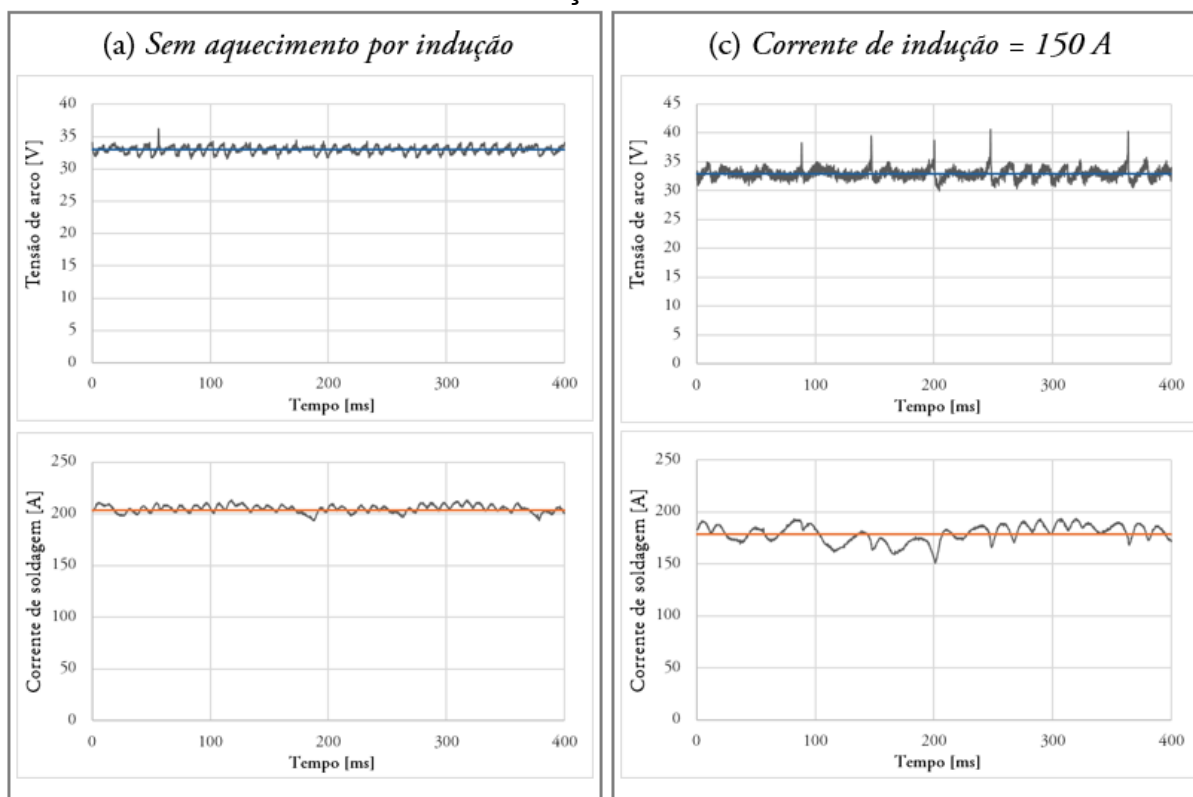 (a) Sem aquecimento por indução
40
35
30
25
20
15
10
5
0
Tensão de arco [V]
0 100 200 300 400
Tempo [ms]
250
200
150
100
50
0
Corrente de soldagem [A]
0 100 200 300 400
Tempo [ms]
(c) Corrente de indução = 150 A
45
40
35
30
25
20
15
10
5
0
Tensão de arco [V]
0 100 200 300 400
Tempo [ms]
250
200
150
100
50
0
Corrente de soldagem [A]
0 100 200 300 400
Tempo [ms]